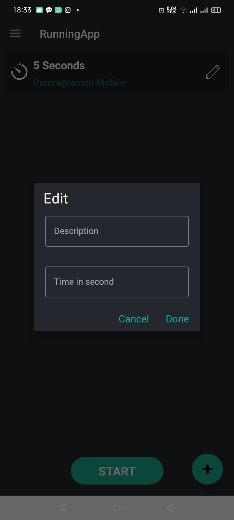 18:33
RunningApp
5 Seconds
Pemrograman Mobile
Edit
Description
Time in second
Cancel Done
START